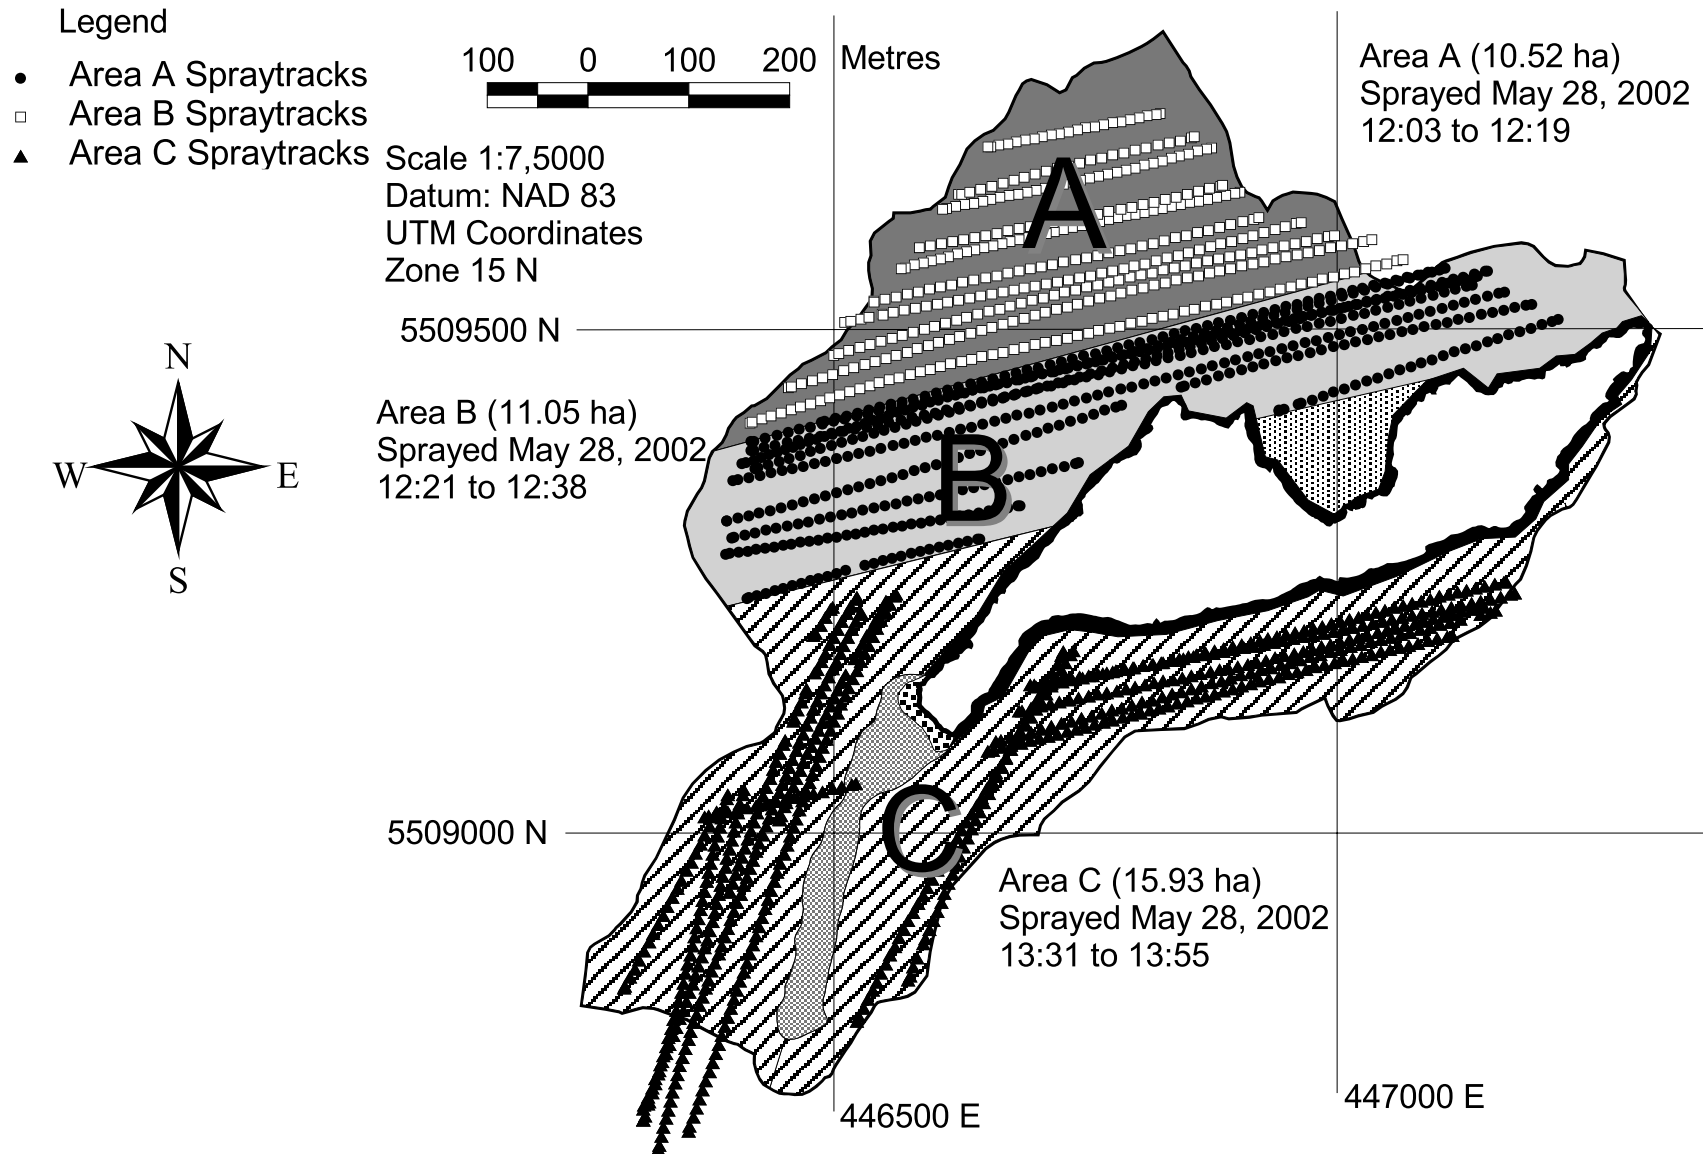 Legend
Area A Spraytracks
Area B Spraytracks
Area C Spraytracks
100 0 100 200 Metres
Scale 1:7,5000
Datum: NAD 83
UTM Coordinates
Zone 15 N
Area A (10.52 ha)
Sprayed May 28, 2002
12:03 to 12:19
A
5509500 N
N
W E
S
Area B (11.05 ha)
Sprayed May 28, 2002
12:21 to 12:38
B
5509000 N
C
Area C (15.93 ha)
Sprayed May 28, 2002
13:31 to 13:55
446500 E
447000 E